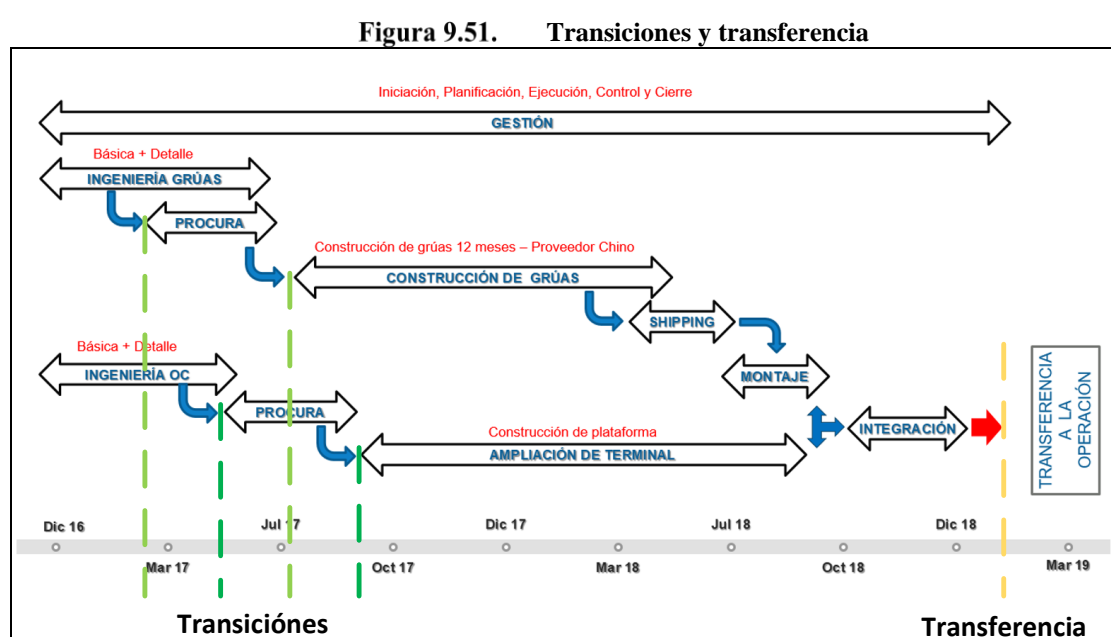 Figura 9.51. Transiciones y transferencia
Iniciación, Planificación, Ejecución, Control y Cierre
GESTIÓN
Básica + Detalle
INGENIERÍA GRÚAS
PROCURA
Construcción de grúas 12 meses – Proveedor Chino
CONSTRUCCIÓN DE GRÚAS
SHIPPING
Básica + Detalle
INGENIERÍA OC
MONTAJE
PROCURA
INTEGRACIÓN
Construcción de plataforma
AMPLIACIÓN DE TERMINAL
TRANSFERENCIA
A LA
OPERACIÓN
Dic 16 Jul 17 Dic 17 Jul 18 Dic 18
Mar 17 Oct 17 Mar 18 Oct 18 Mar 19
Transiciónes Transferencia